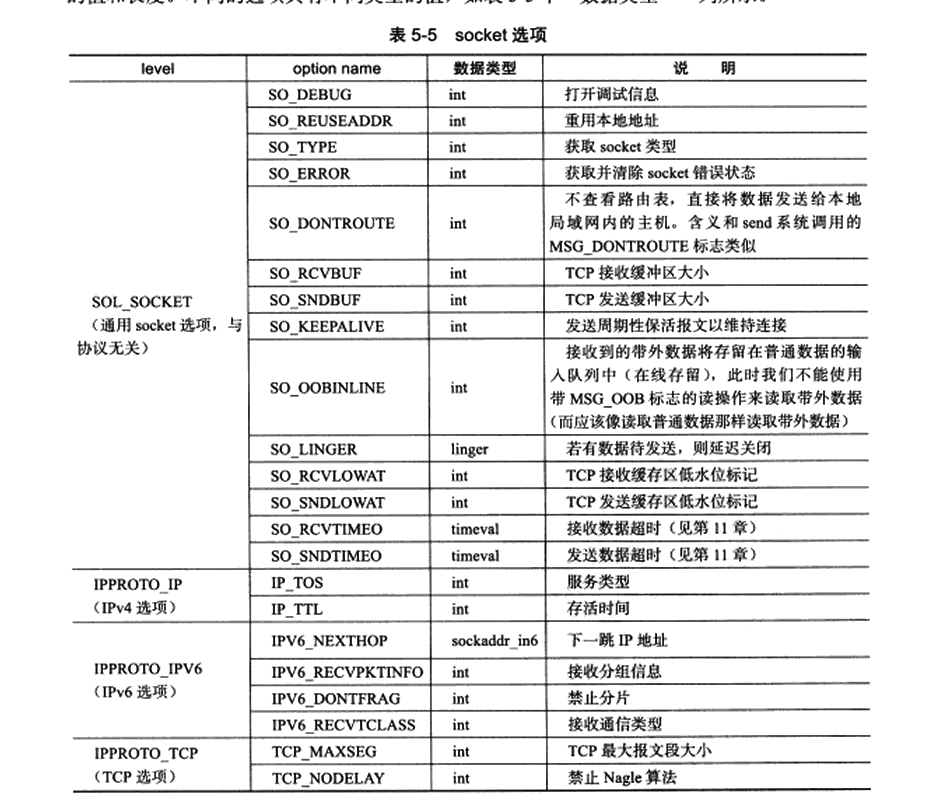 表 5-5 socket 选项
level option name 数据类型 说 明
SOL_SOCKET
（通用 socket 选项，与
协议无关）
SO_DEBUG int 打开调试信息
SO_REUSEADDR int 重用本地地址
SO_TYPE int 获取 socket 类型
SO_ERROR int 获取并清除 socket 错误状态
SO_DONTROUTE int 不查看路由表，直接将数据发送给本地
局域网内的主机。含义和 send 系统调用的
MSG_DONTROUTE 标志类似
SO_RCVBUF int TCP 接收缓冲区大小
SO_SNDBUF int TCP 发送缓冲区大小
SO_KEEPALIVE int 发送周期性保活报文以维持连接
SO_OOBINLINE int 接收到的带外数据将存留在普通数据的输
入队列中（在线存留），此时我们不能使用
带 MSG_OOB 标志的读操作来读取带外数据
（而应该像读取普通数据那样读取带外数据）
SO_LINGER linger 若有数据待发送，则延迟关闭
SO_RCVLOWAT int TCP 接收缓存区低水位标记
SO_SNDLOWAT int TCP 发送缓存区低水位标记
SO_RCVTIMEO timeval 接收数据超时（见第 11 章）
SO_SNDTIMEO timeval 发送数据超时（见第 11 章）
IPPROTO_IP
（IPv4 选项）
IP_TOS int 服务类型
IP_TTL int 存活时间
IPPROTO_IPV6
（IPv6 选项）
IPV6_NEXTHOP sockaddr_in6 下一跳 IP 地址
IPV6_RECVPKTINFO int 接收分组信息
IPV6_DONTFRAG int 禁止分片
IPV6_RECVTCLASS int 接收通信类型
IPPROTO_TCP
（TCP 选项）
TCP_MAXSEG int TCP 最大报文段大小
TCP_NODELAY int 禁止 Nagle 算法